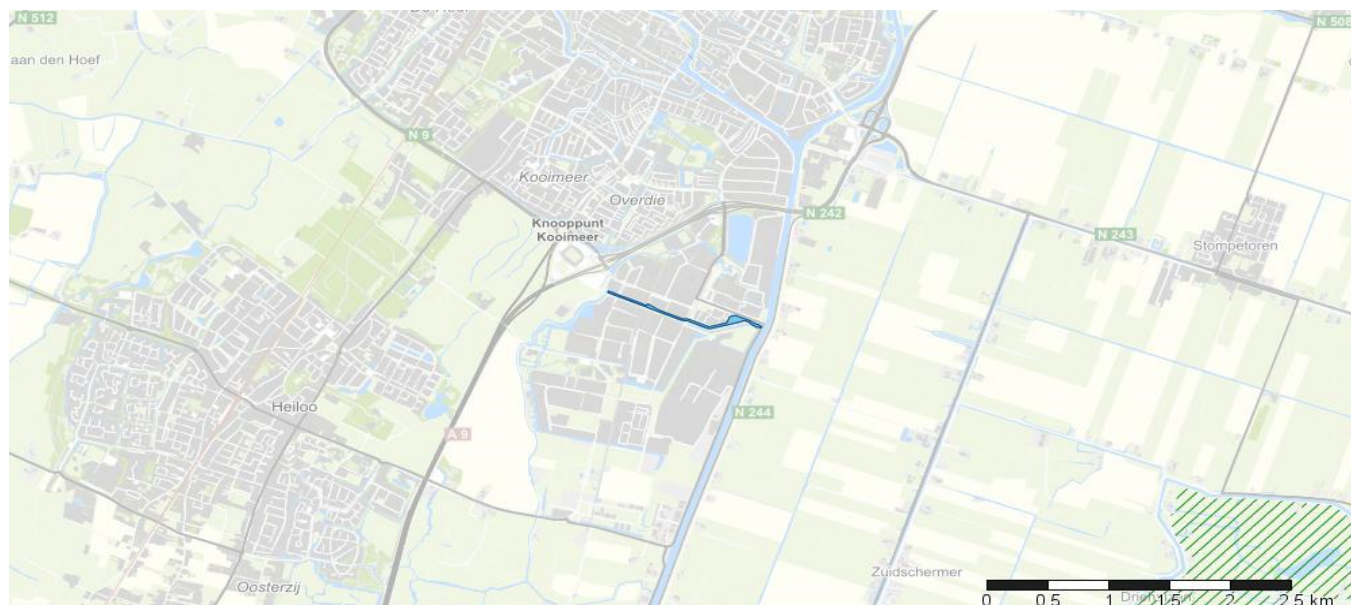 N 512
N 508
aan den Hoef
N 9
Kooimeer
Overdie
Knooppunt
Kooimeer
N 242
N 243
Stompetoren
Heiloo
N 244
A 9
Zuidschermer
Oosterzij
0 0.5 1 1.5 2 2.5 km